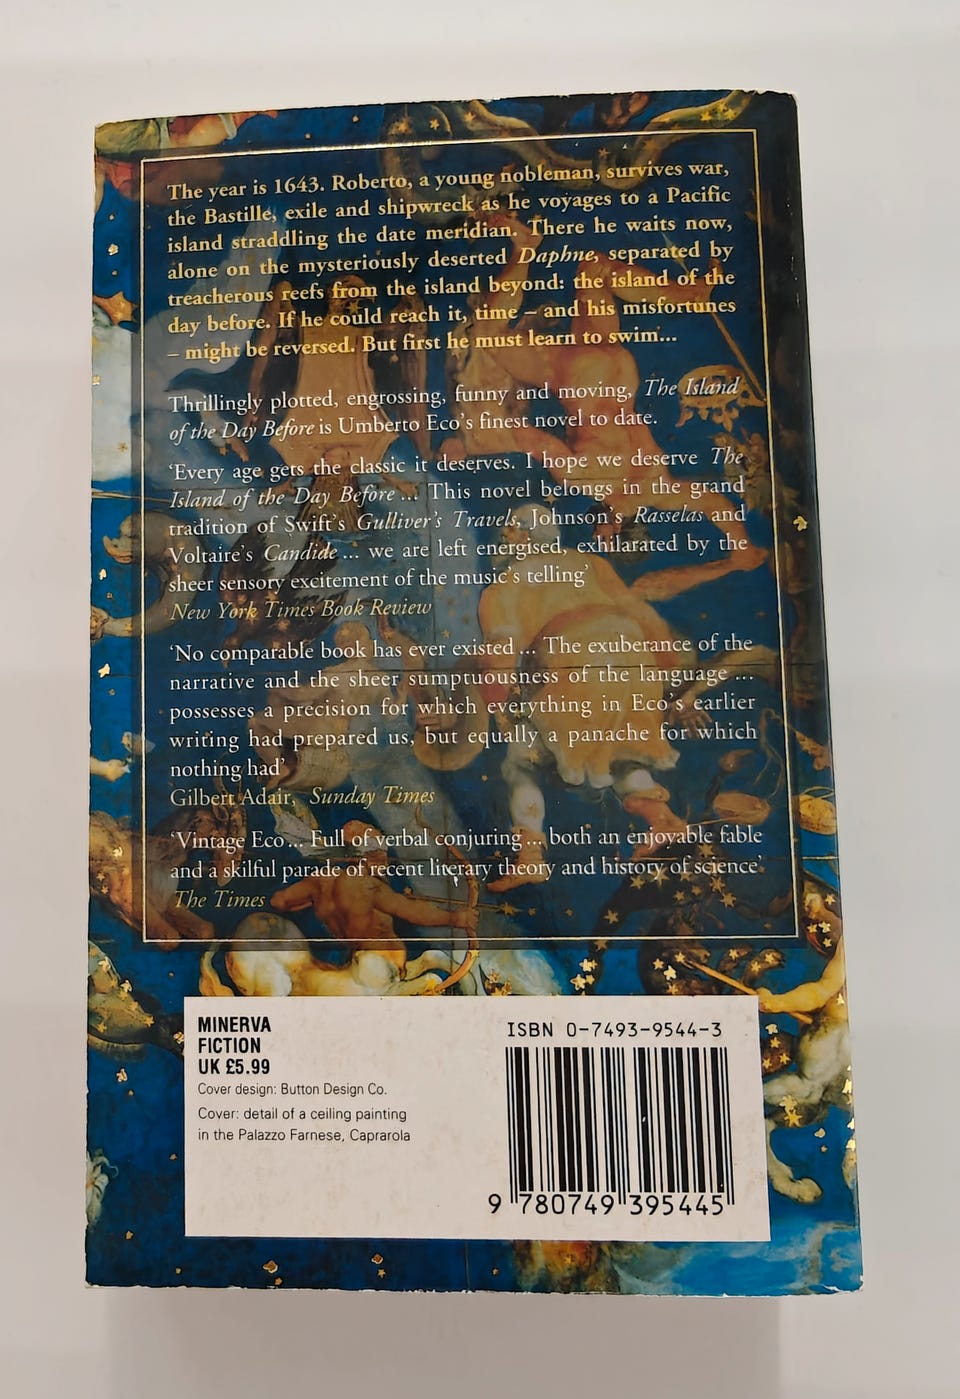 The year is 1643. Roberto, a young nobleman, survives war,
the Bastille, exile and shipwreck as he voyages to a Pacific
island straddling the date meridian. There he waits now,
alone on the mysteriously deserted Daphne, separated by
treacherous reefs from the island beyond: the island of the
day before. If he could reach it, time – and his misfortunes
– might be reversed. But first he must learn to swim...
Thrillingly plotted, engrossing, funny and moving, The Island
of the Day Before is Umberto Eco's finest novel to date.
‘Every age gets the classic it deserves. I hope we deserve The
Island of the Day Before ... This novel belongs in the grand
tradition of Swift's Gulliver's Travels, Johnson's Rasselas and
Voltaire's Candide ... we are left energised, exhilarated by the
sheer sensory excitement of the music's telling’
New York Times Book Review
‘No comparable book has ever existed ... The exuberance of the
narrative and the sheer sumptuousness of the language ...
possesses a precision for which everything in Eco's earlier
writing had prepared us, but equally a panache for which
nothing had’
Gilbert Adair, Sunday Times
‘Vintage Eco ... Full of verbal conjuring ... both an enjoyable fable
and a skilful parade of recent literary theory and history of science’
The Times
MINERVA
FICTION
UK £5.99
Cover design: Button Design Co.
Cover: detail of a ceiling painting
in the Palazzo Farnese, Caprarola
ISBN 0-7493-9544-3
9 780749 395445